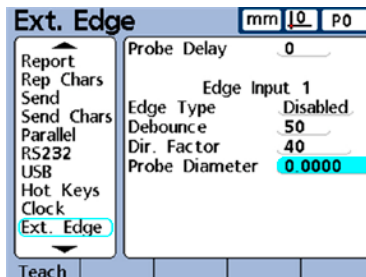 Ext. Edge
mm
0
P0
Report
Rep Chars
Send
Send Chars
Parallel
RS232
USB
Hot Keys
Clock
Ext. Edge
Probe Delay 0
Edge Input 1
Edge Type Disabled
Debounce 50
Dir. Factor 40
Probe Diameter 0.0000
Teach